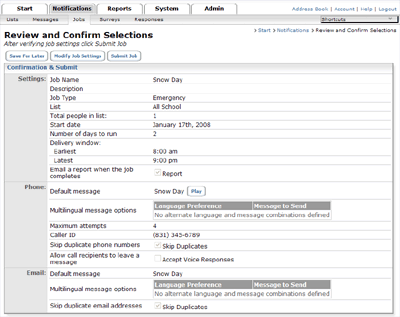 Start Notifications Reports System Admin
Address Book | Account | Help | Logout
Lists Messages Jobs Surveys Responses Shortcuts
Review and Confirm Selections
> Start > Notifications > Review and Confirm Selections
After verifying job settings click Submit Job
Save For Later Modify Job Settings Submit Job
Confirmation & Submit
Settings: Job Name Snow Day
Description
Job Type Emergency
List All School
Total people in list: 1
Start date January 17th, 2008
Number of days to run 2
Delivery window:
Earliest 8:00 am
Latest 9:00 pm
Email a report when the job
completes Report
Phone: Default message Snow Day Play
Multilingual message options Language Preference Message to Send
No alternate language and message combinations defined
Maximum attempts 4
Caller ID (831) 345-6789
Skip duplicate phone numbers Skip Duplicates
Allow call recipients to leave a
message Accept Voice Responses
Email: Default message Snow Day
Multilingual message options Language Preference Message to Send
No alternate language and message combinations defined
Skip duplicate email addresses Skip Duplicates